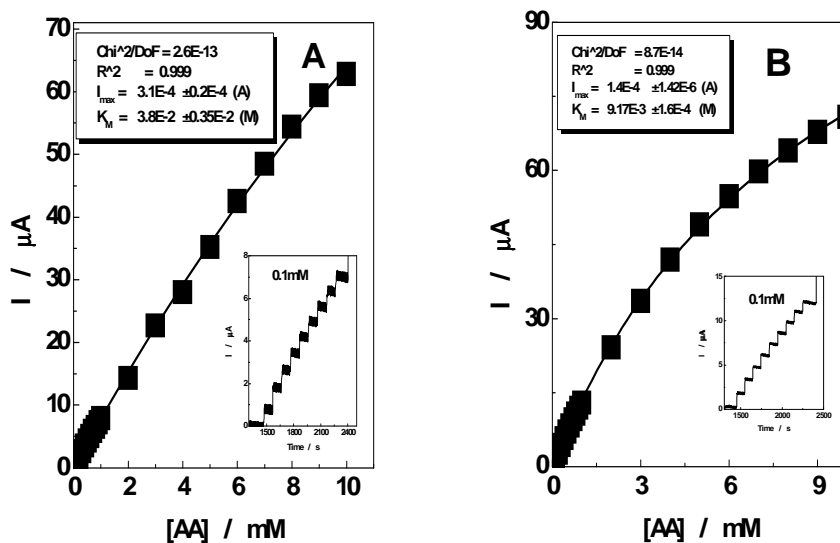 A
Chi^2/DoF = 2.6E-13
R^2 = 0.999
I_max = 3.1E-4 ±0.2E-4 (A)
K_M = 3.8E-2 ±0.35E-2 (M)
I / μA
70
60
50
40
30
20
10
0
0 2 4 6 8 10
[AA] / mM
0.1mM
I / μA
8
6
4
2
0
1500 1800 2100 2400
Time / s
B
Chi^2/DoF = 8.7E-14
R^2 = 0.999
I_max = 1.4E-4 ±1.42E-6 (A)
K_M = 9.17E-3 ±1.6E-4 (M)
I / μA
90
60
30
0
0 3 6 9
[AA] / mM
0.1mM
I / μA
15
10
5
0
1500 2000 2500
Time / s